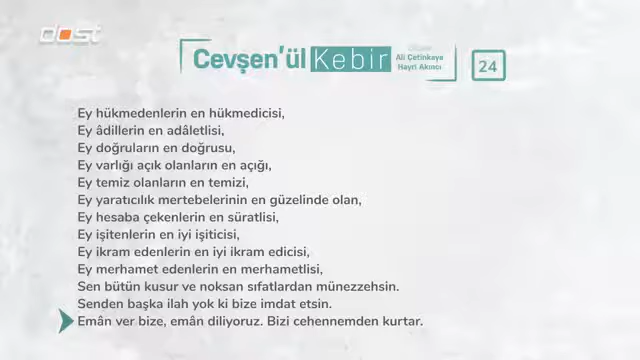 dost
Cevşen'ül Kebir
Ali Çetinkaya
Hayri Akıncı
24
Ey hükmedenlerin en hükmedicisi,
Ey âdillerin en adâletlisi,
Ey doğruların en doğrusu,
Ey varlığı açık olanların en açığı,
Ey temiz olanların en temizi,
Ey yaratıcılık mertebelerinin en güzelinde olan,
Ey hesaba çekenlerin en süratlisi,
Ey işitenlerin en iyi işiticisi,
Ey ikram edenlerin en iyi ikram edicisi,
Ey merhamet edenlerin en merhametlisi,
Sen bütün kusur ve noksan sıfatlardan münezzehsin.
Senden başka ilah yok ki bize imdat etsin.
Emân ver bize, emân diliyoruz. Bizi cehennemden kurtar.